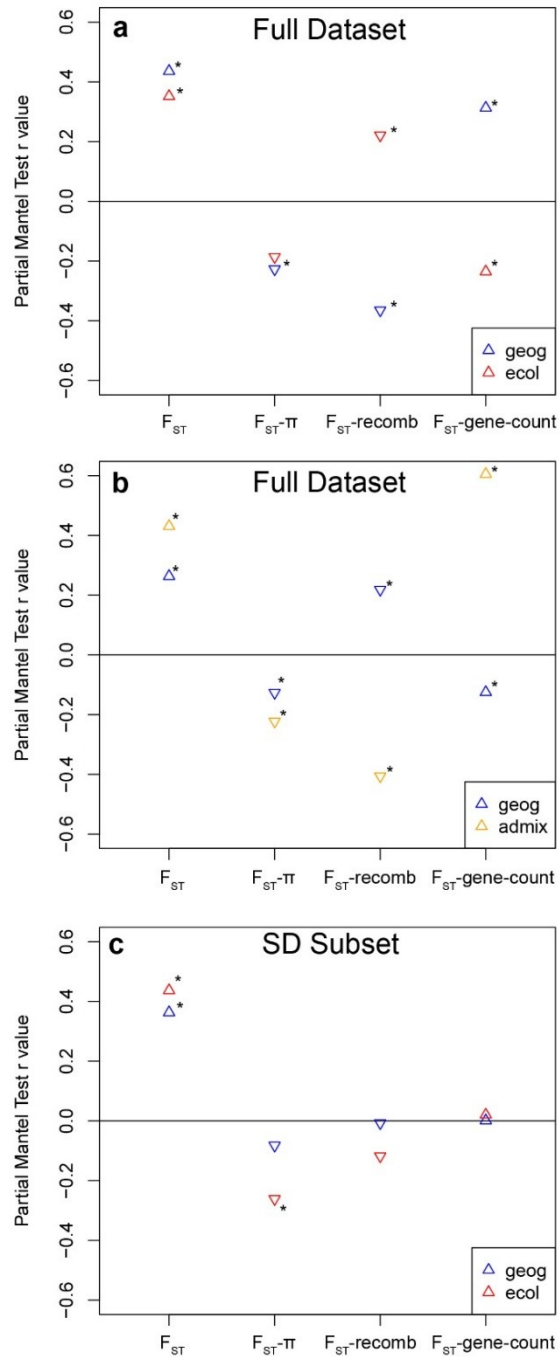 a Full Dataset
Partial Mantel Test r value
0.6
0.4
0.2
0.0
−0.2
−0.4
−0.6
*
*
*
*
*
*
*
geog
ecol
FST FST-π FST-recomb FST-gene-count
b Full Dataset
Partial Mantel Test r value
0.6
0.4
0.2
0.0
−0.2
−0.4
−0.6
*
*
*
*
*
*
*
*
geog
admix
FST FST-π FST-recomb FST-gene-count
c SD Subset
Partial Mantel Test r value
0.6
0.4
0.2
0.0
−0.2
−0.4
−0.6
*
*
*
geog
ecol
FST FST-π FST-recomb FST-gene-count